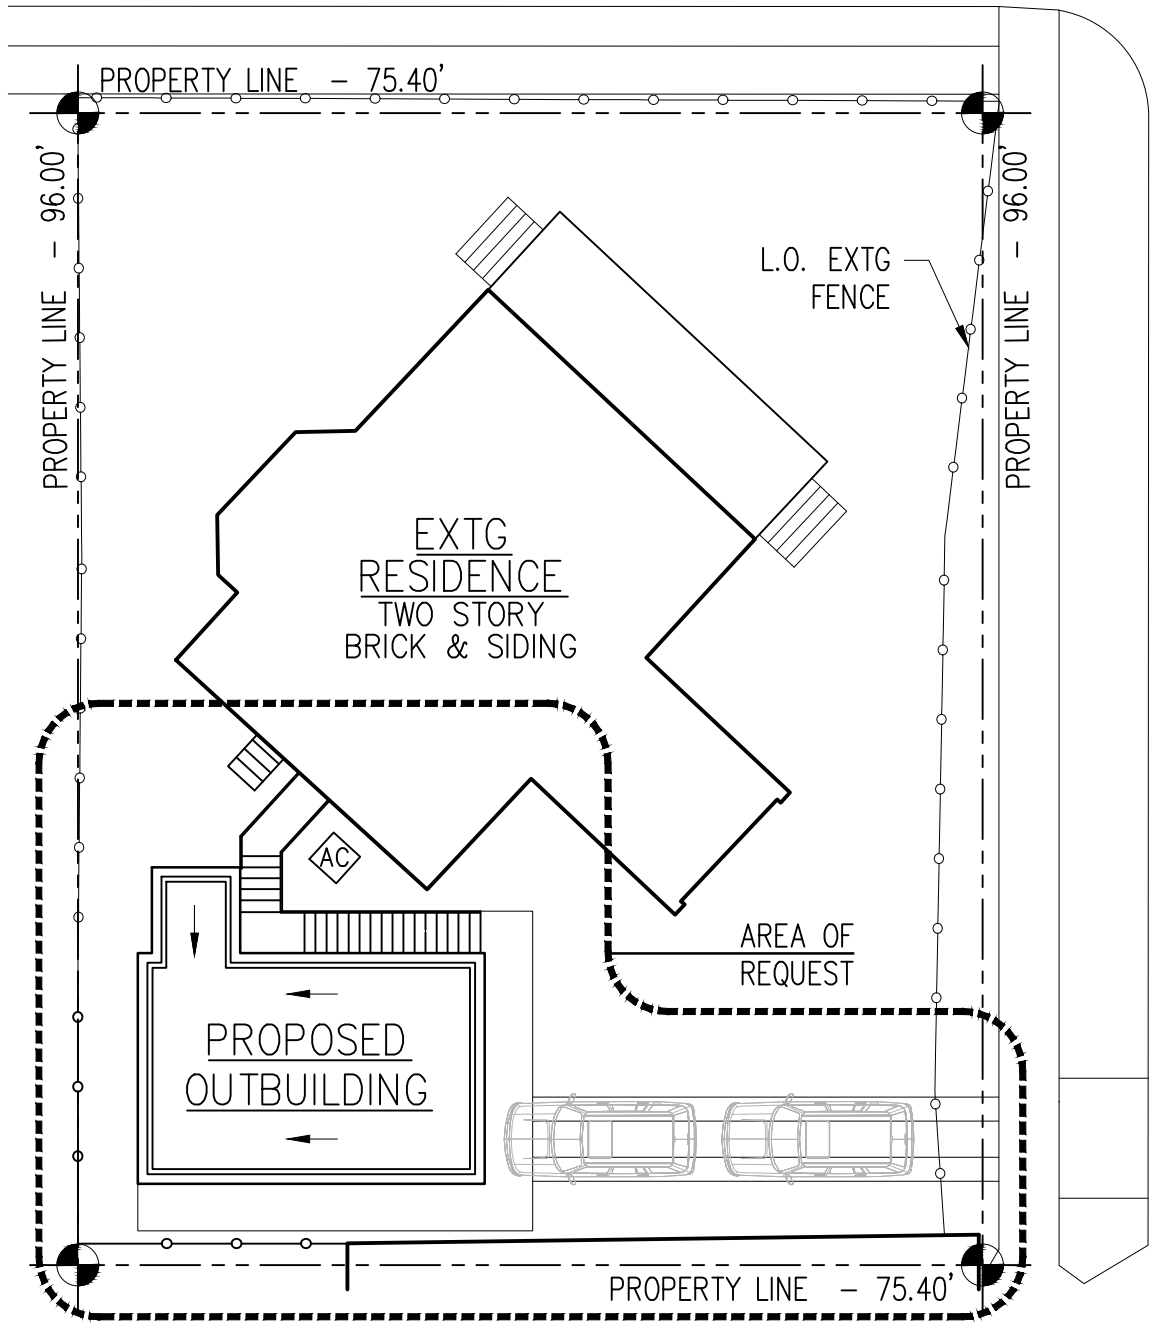 PROPERTY LINE - 75.40'
PROPERTY LINE - 96.00'
PROPERTY LINE - 96.00'
L.O. EXTG
FENCE
EXTG
RESIDENCE
TWO STORY
BRICK & SIDING
AC
AREA OF
REQUEST
PROPOSED
OUTBUILDING
PROPERTY LINE - 75.40'